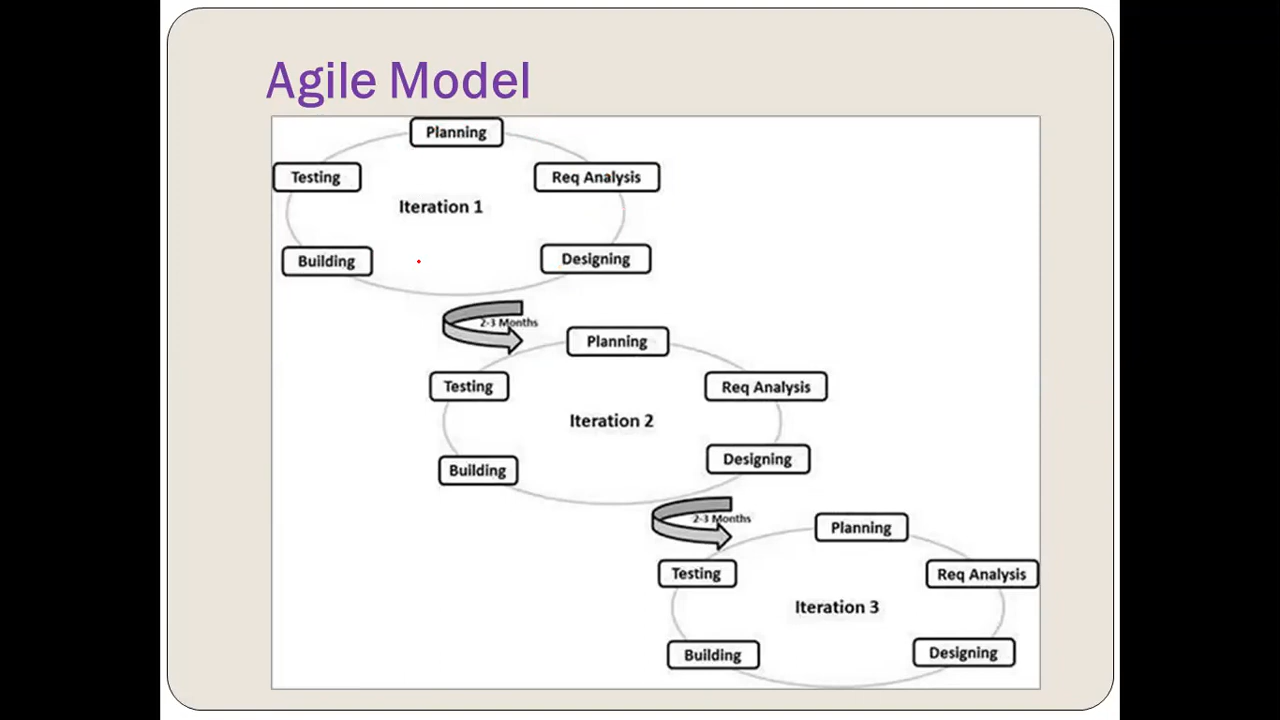 Agile Model
Planning
Testing
Req Analysis
Iteration 1
Building
Designing
2-3 Months
Planning
Testing
Req Analysis
Iteration 2
Building
Designing
2-3 Months
Planning
Testing
Req Analysis
Iteration 3
Building
Designing